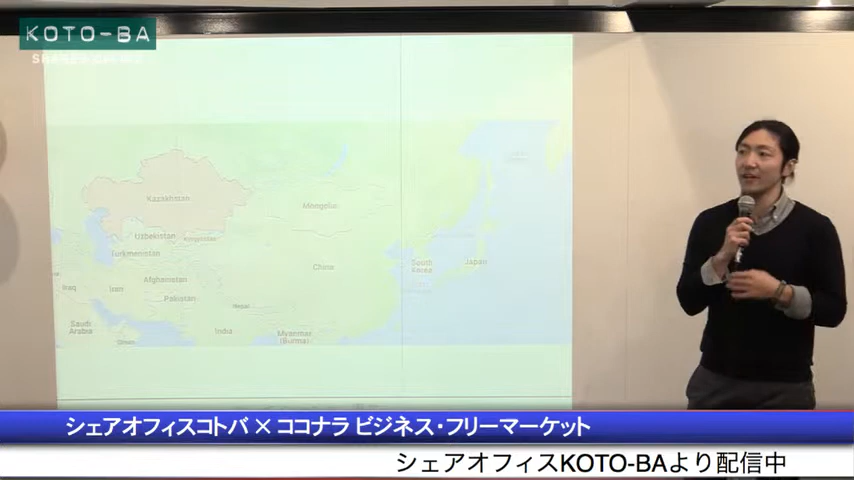 KOTO-BA
Kazakhstan
Mongolia
Uzbekistan
Kyrgyzstan
Turkmenistan
China
South
Korea
Japan
Afghanistan
Iraq
Iran
Pakistan
Nepal
Saudi
Arabia
Oman
India
Myanmar
(Burma)
シェアオフィスコトバ × ココナラ ビジネス・フリーマーケット
シェアオフィスKOTO-BAより配信中